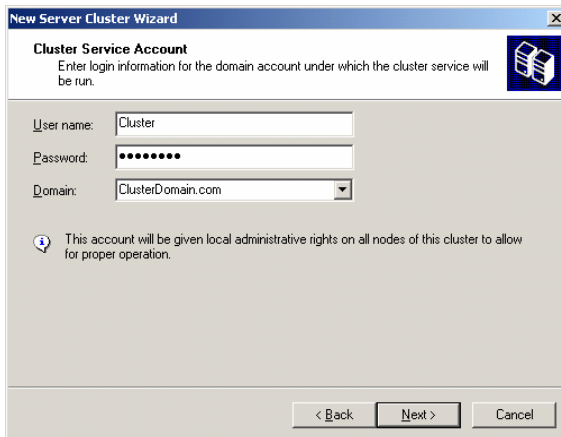 New Server Cluster Wizard
Cluster Service Account
Enter login information for the domain account under which the cluster service will
be run.
User name: Cluster
Password: ●●●●●●●●
Domain: ClusterDomain.com
This account will be given local administrative rights on all nodes of this cluster to allow
for proper operation.
< Back Next > Cancel